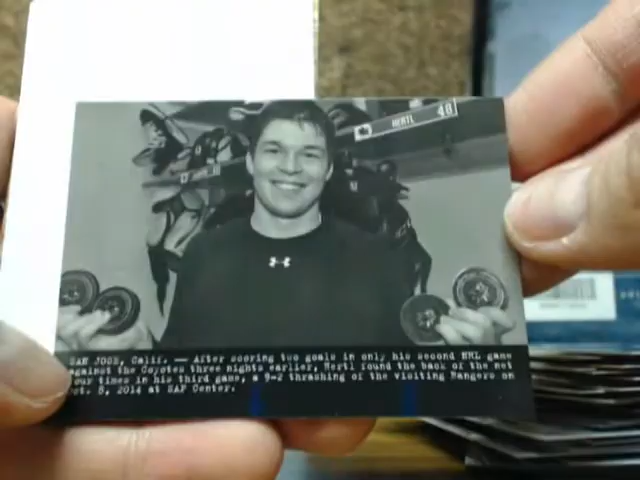 HERTL 48
SAN JOSE, Calif. — After scoring two goals in only his second NHL game
against the Coyotes three nights earlier, Hertl found the back of the net
four times in his third game, a 9-2 thrashing of the visiting Rangers on
Oct. 8, 2014 at SAP Center.